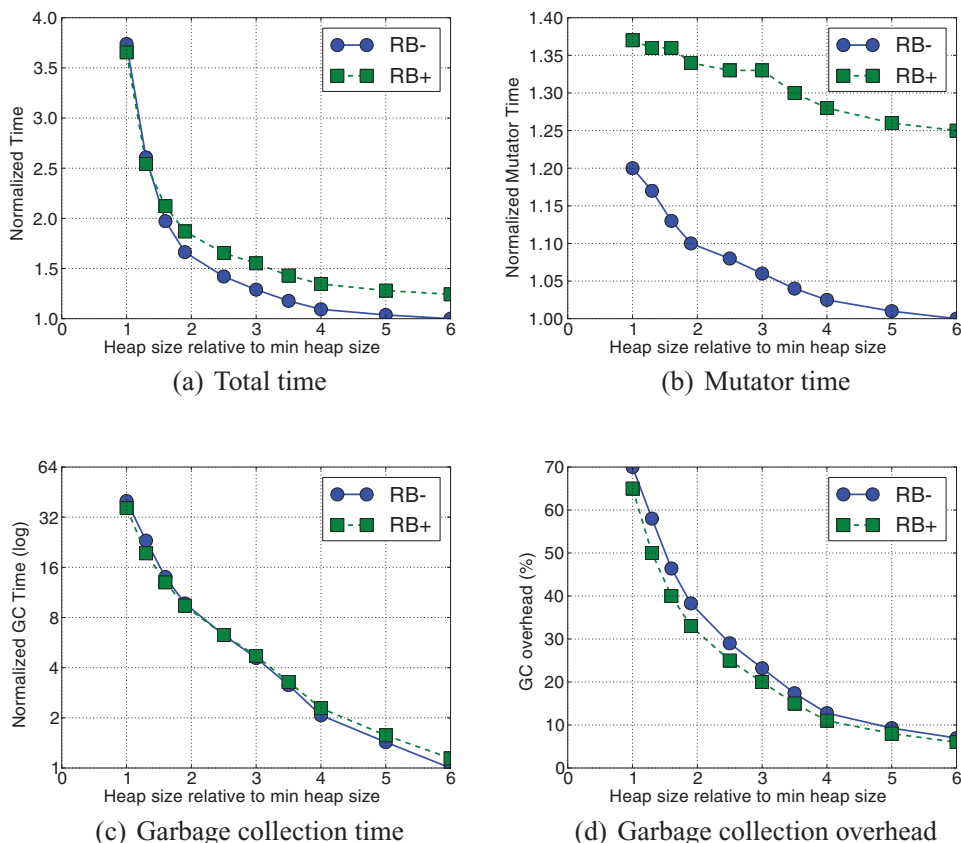 4.0
3.5
3.0
2.5
2.0
1.5
1.0
0 1 2 3 4 5 6
Normalized Time
Heap size relative to min heap size
RB-
RB+
(a) Total time
1.40
1.35
1.30
1.25
1.20
1.15
1.10
1.05
1.00
0 1 2 3 4 5 6
Normalized Mutator Time
Heap size relative to min heap size
RB-
RB+
(b) Mutator time
64
32
16
8
4
2
1
0 1 2 3 4 5 6
Normalized GC Time (log)
Heap size relative to min heap size
RB-
RB+
(c) Garbage collection time
70
60
50
40
30
20
10
0
0 1 2 3 4 5 6
GC overhead (%)
Heap size relative to min heap size
RB-
RB+
(d) Garbage collection overhead